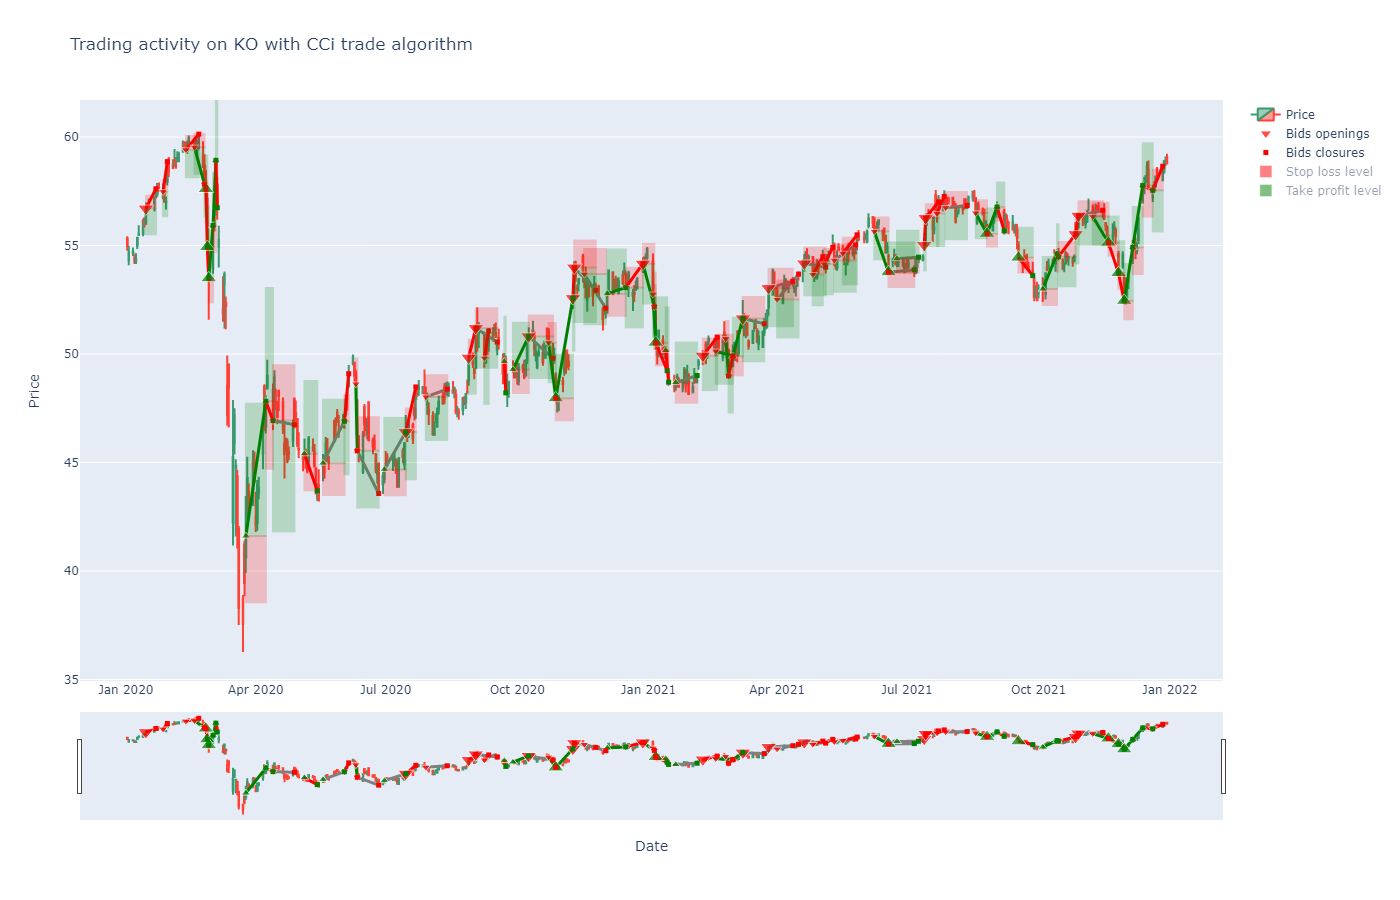 Trading activity on KO with CCi trade algorithm
Price
Bids openings
Bids closures
Stop loss level
Take profit level
60
55
50
45
40
35
Price
Jan 2020
Apr 2020
Jul 2020
Oct 2020
Jan 2021
Apr 2021
Jul 2021
Oct 2021
Jan 2022
Date